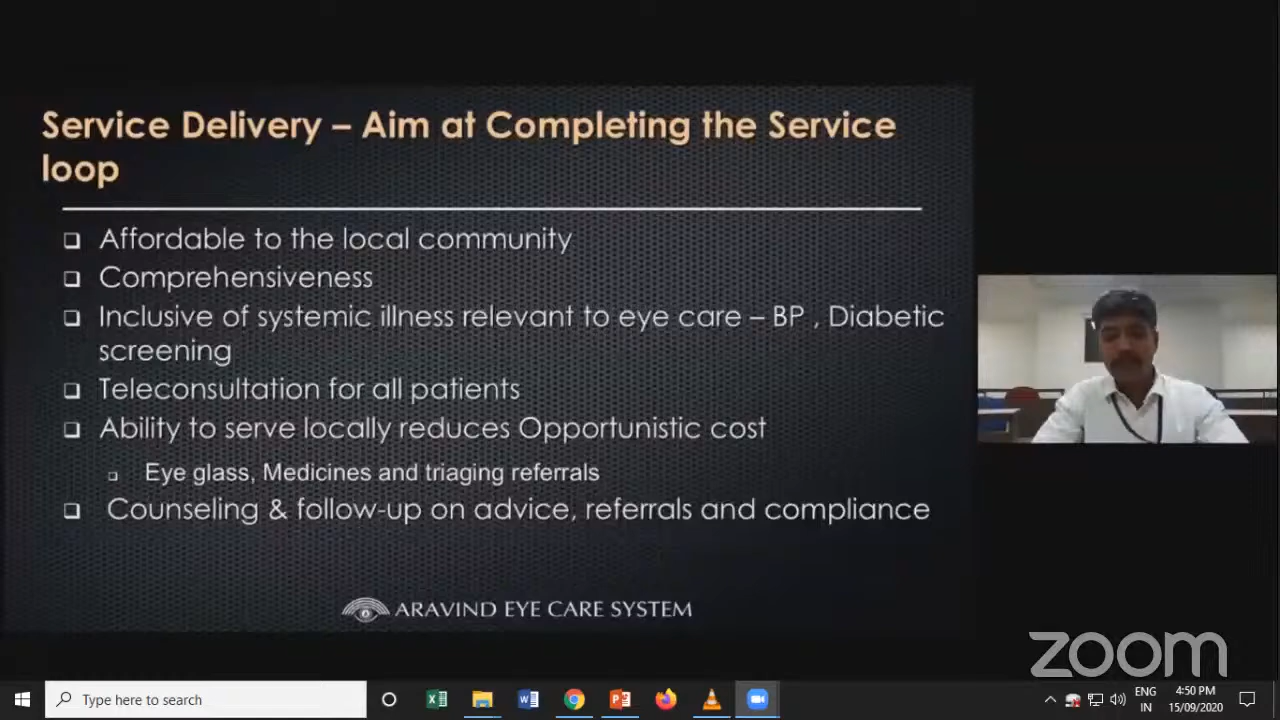 Service Delivery – Aim at Completing the Service
loop
❑ Affordable to the local community
❑ Comprehensiveness
❑ Inclusive of systemic illness relevant to eye care – BP , Diabetic
screening
❑ Teleconsultation for all patients
❑ Ability to serve locally reduces Opportunistic cost
❑ Eye glass, Medicines and triaging referrals
❑ Counseling & follow-up on advice, referrals and compliance
ARAVIND EYE CARE SYSTEM
zoom
Type here to search
ENG
IN
4:50 PM
15/09/2020